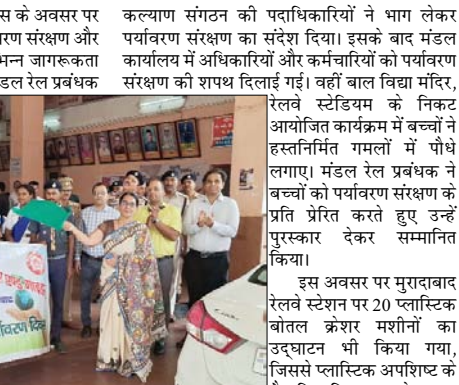 स के अवसर पर
रण संरक्षण और
भन्न जागरूकता
डल रेल प्रबंधक
कल्याण संगठन की पदाधिकारियों ने भाग लेकर
पर्यावरण संरक्षण का संदेश दिया। इसके बाद मंडल
कार्यालय में अधिकारियों और कर्मचारियों को पर्यावरण
संरक्षण की शपथ दिलाई गई। वहीं बाल विद्या मंदिर,
रेलवे स्टेडियम के निकट
आयोजित कार्यक्रम में बच्चों ने
हस्तनिर्मित गमलों में पौधे
लगाए। मंडल रेल प्रबंधक ने
बच्चों को पर्यावरण संरक्षण के
प्रति प्रेरित करते हुए उन्हें
पुरस्कार देकर सम्मानित
किया।
इस अवसर पर मुरादाबाद
रेलवे स्टेशन पर 20 प्लास्टिक
बोतल क्रेशर मशीनों का
उद्घाटन भी किया गया,
जिससे प्लास्टिक अपशिष्ट के